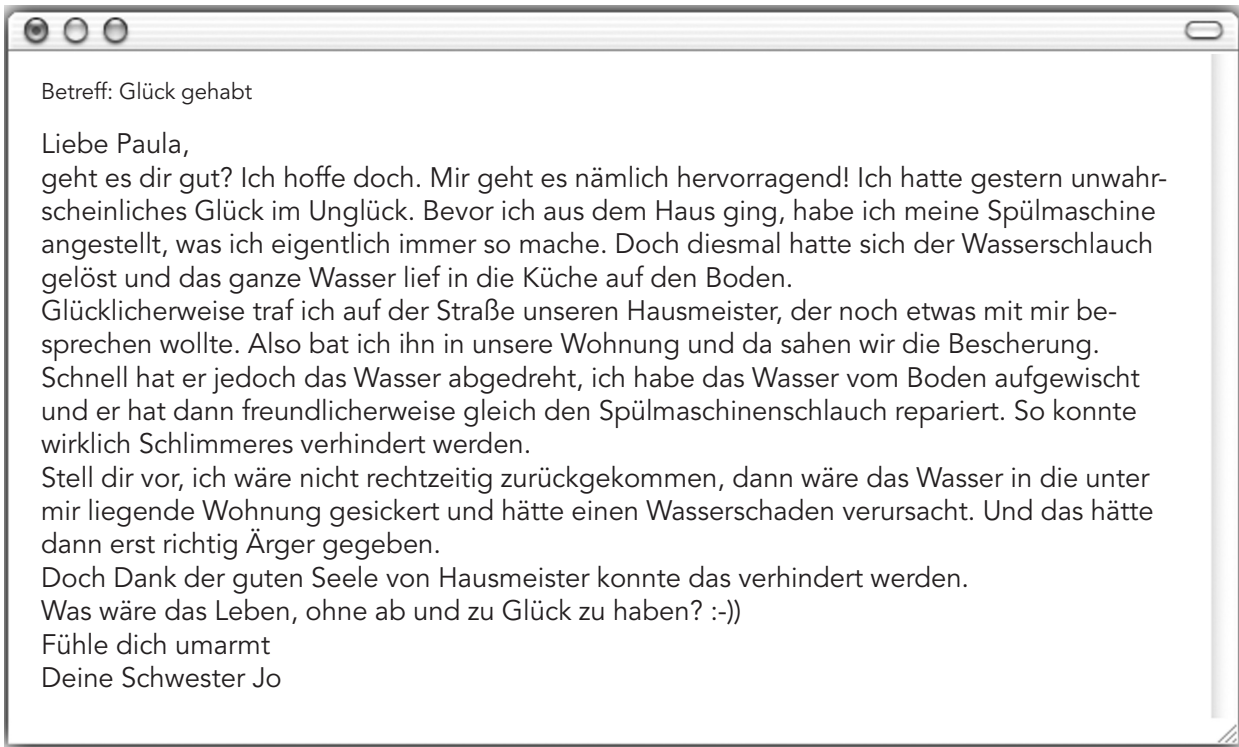 Betreff: Glück gehabt
Liebe Paula,
geht es dir gut? Ich hoffe doch. Mir geht es nämlich hervorragend! Ich hatte gestern unwahr-
scheinliches Glück im Unglück. Bevor ich aus dem Haus ging, habe ich meine Spülmaschine
angestellt, was ich eigentlich immer so mache. Doch diesmal hatte sich der Wasserschlauch
gelöst und das ganze Wasser lief in die Küche auf den Boden.
Glücklicherweise traf ich auf der Straße unseren Hausmeister, der noch etwas mit mir be-
sprechen wollte. Also bat ich ihn in unsere Wohnung und da sahen wir die Bescherung.
Schnell hat er jedoch das Wasser abgedreht, ich habe das Wasser vom Boden aufgewischt
und er hat dann freundlicherweise gleich den Spülmaschinenschlauch repariert. So konnte
wirklich Schlimmeres verhindert werden.
Stell dir vor, ich wäre nicht rechtzeitig zurückgekommen, dann wäre das Wasser in die unter
mir liegende Wohnung gesickert und hätte einen Wasserschaden verursacht. Und das hätte
dann erst richtig Ärger gegeben.
Doch Dank der guten Seele von Hausmeister konnte das verhindert werden.
Was wäre das Leben, ohne ab und zu Glück zu haben? :-))
Fühle dich umarmt
Deine Schwester Jo